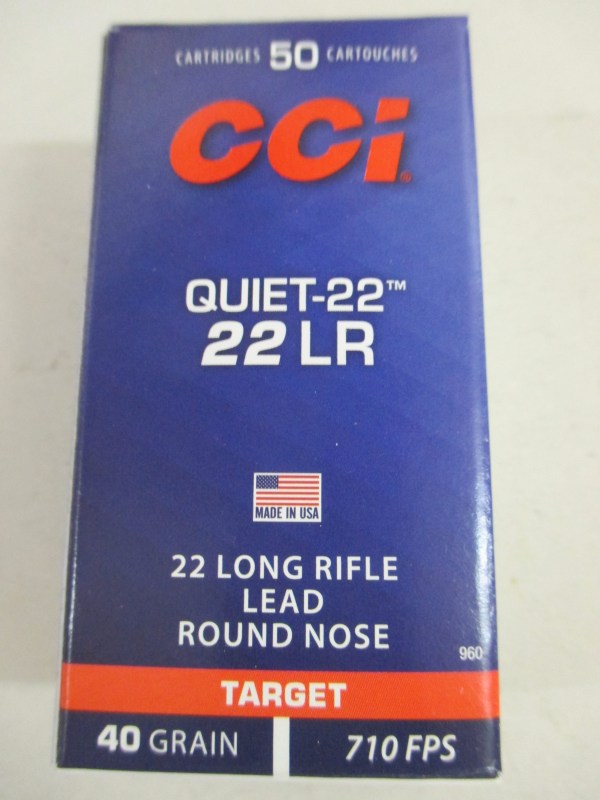 CARTRIDGES 50 CARTOUCHES
CCi®
QUIET-22™
22 LR
MADE IN USA
22 LONG RIFLE
LEAD
ROUND NOSE
960
TARGET
40 GRAIN 710 FPS